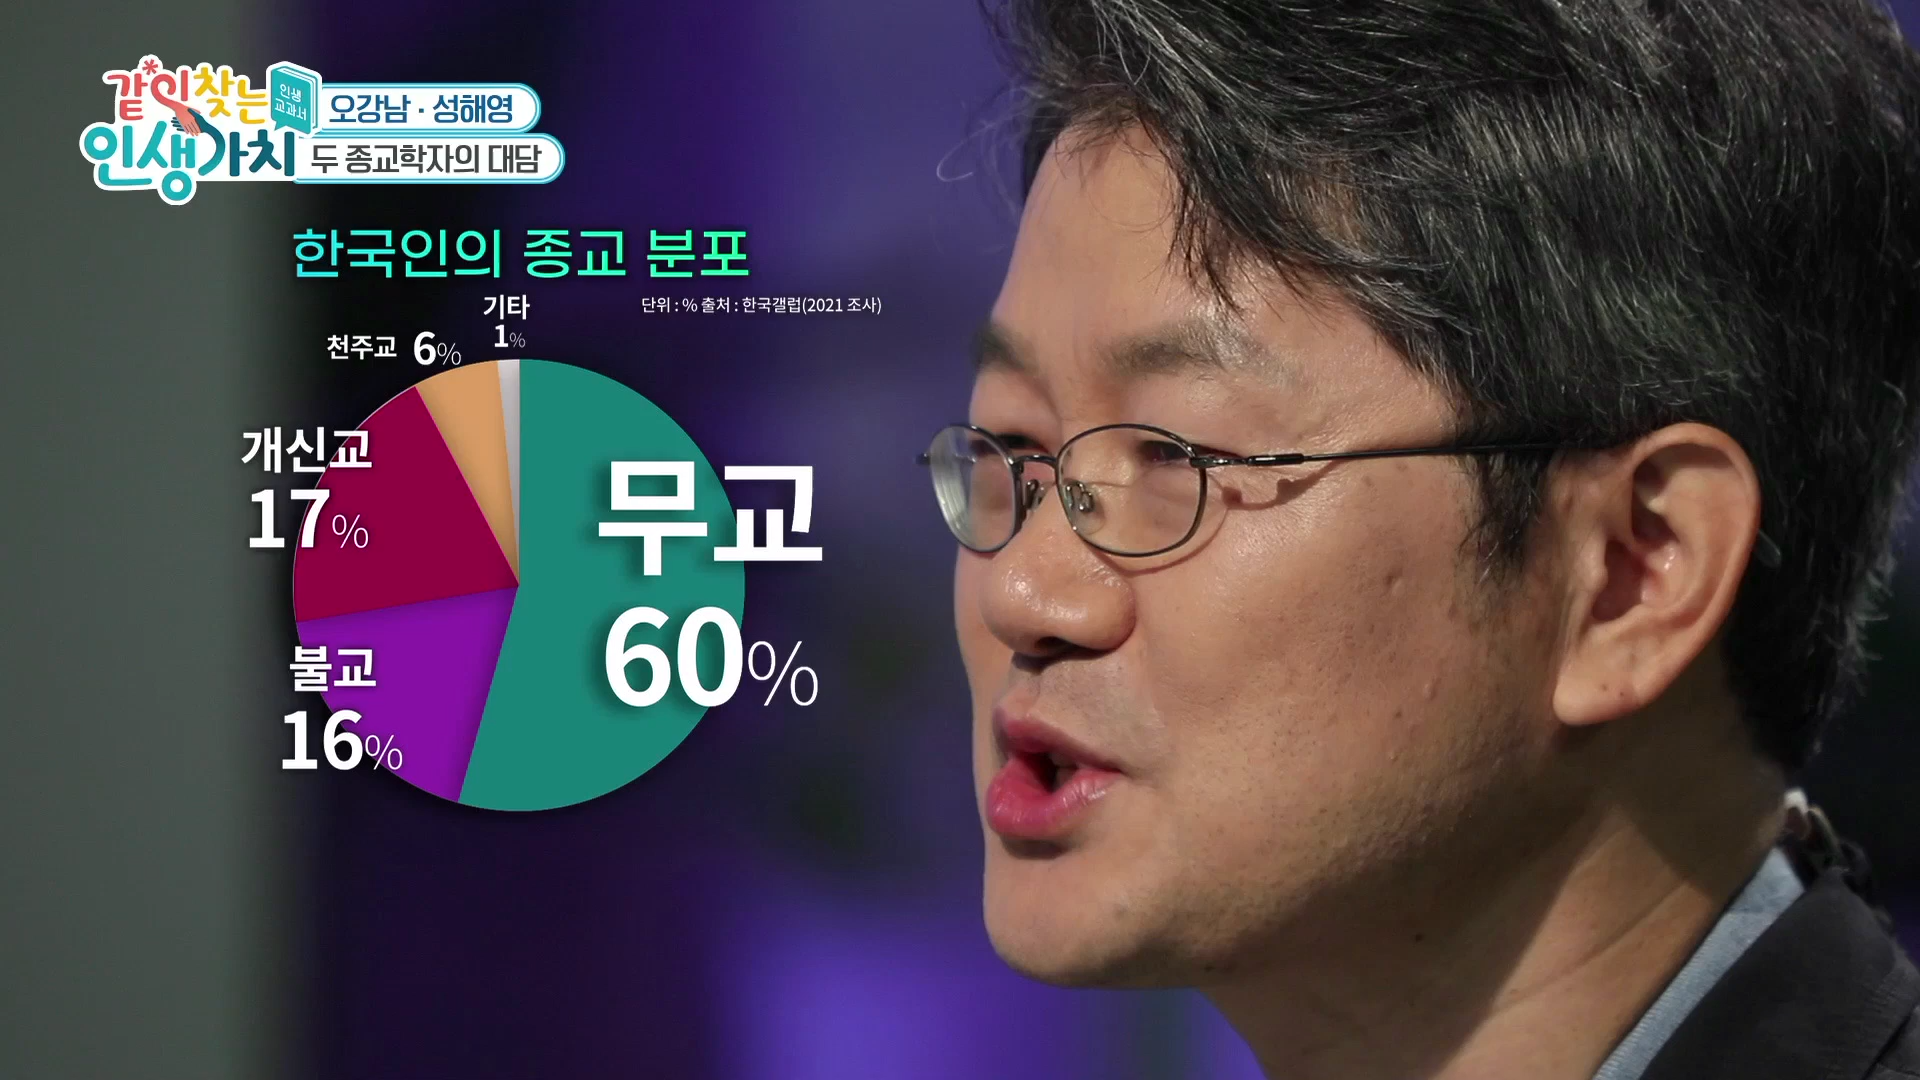 같이 찾는
인생가치
인생
교과서
오강남 · 성해영
두 종교학자의 대담
한국인의 종교 분포
단위 : % 출처 : 한국갤럽(2021 조사)
기타
1%
천주교 6%
개신교
17%
무교
60%
불교
16%